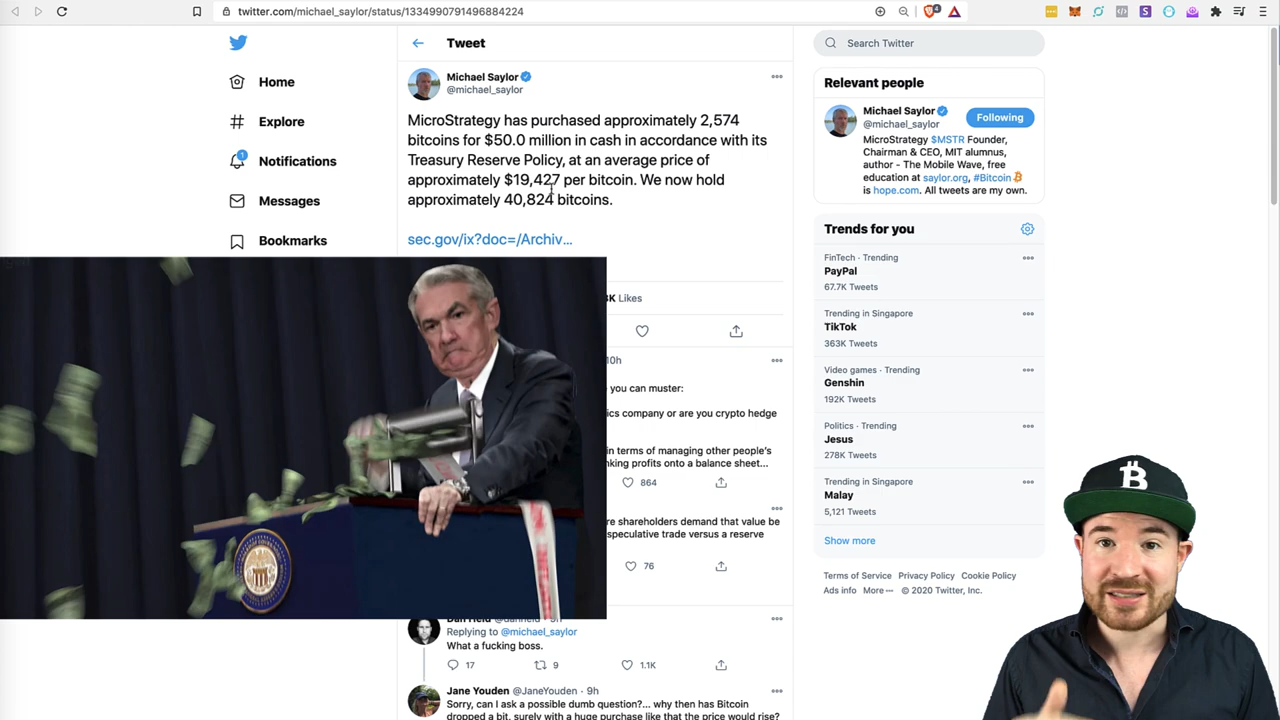 twitter.com/michael_saylor/status/1334990791496884224
4
Tweet
Search Twitter
Home
Explore
1
Notifications
Messages
Bookmarks
Michael Saylor
@michael_saylor
MicroStrategy has purchased approximately 2,574
bitcoins for $50.0 million in cash in accordance with its
Treasury Reserve Policy, at an average price of
approximately $19,427 per bitcoin. We now hold
approximately 40,824 bitcoins.
sec.gov/ix?doc=/Archiv...
Likes
10h
you can muster:
company or are you crypto hedge
in terms of managing other people's
profits onto a balance sheet...
864
shareholders demand that value be
speculative trade versus a reserve
76
Replying to @michael_saylor
What a fucking boss.
17
9
1.1K
Jane Youden @JaneYouden · 9h
Sorry, can I ask a possible dumb question?... why then has Bitcoin
dropped a bit, surely with a huge purchase like that the price would rise?
Relevant people
Michael Saylor
@michael_saylor
Following
MicroStrategy $MSTR Founder,
Chairman & CEO, MIT alumnus,
author - The Mobile Wave, free
education at saylor.org, #Bitcoin
is hope.com. All tweets are my own.
Trends for you
FinTech · Trending
PayPal
67.7K Tweets
Trending in Singapore
TikTok
363K Tweets
Video games · Trending
Genshin
192K Tweets
Politics · Trending
Jesus
278K Tweets
Trending in Singapore
Malay
5,121 Tweets
Show more
Terms of Service Privacy Policy Cookie Policy
Ads info More ··· © 2020 Twitter, Inc.